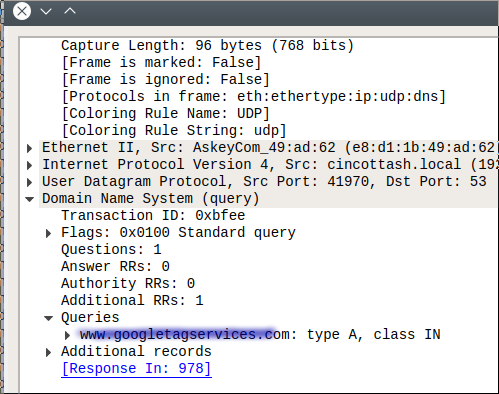 Capture Length: 96 bytes (768 bits)
[Frame is marked: False]
[Frame is ignored: False]
[Protocols in frame: eth:ethertype:ip:udp:dns]
[Coloring Rule Name: UDP]
[Coloring Rule String: udp]
Ethernet II, Src: AskeyCom_49:ad:62 (e8:d1:1b:49:ad:62
Internet Protocol Version 4, Src: cincottash.local (19
User Datagram Protocol, Src Port: 41970, Dst Port: 53
Domain Name System (query)
Transaction ID: 0xbfee
Flags: 0x0100 Standard query
Questions: 1
Answer RRs: 0
Authority RRs: 0
Additional RRs: 1
Queries
www.googletagservices.com: type A, class IN
Additional records
[Response In: 978]